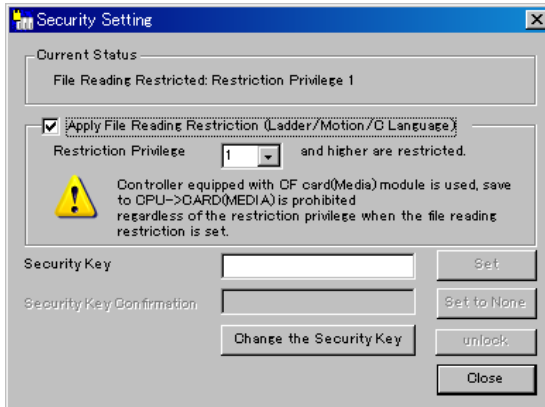 Security Setting
Current Status
File Reading Restricted: Restriction Privilege 1
Apply File Reading Restriction (Ladder/Motion/C Language)
Restriction Privilege 1 and higher are restricted.
Controller equipped with CF card(Media) module is used, save
to CPU->CARD(MEDIA) is prohibited
regardless of the restriction privilege when the file reading
restriction is set.
Security Key Set
Security Key Confirmation Set to None
Change the Security Key unlock
Close